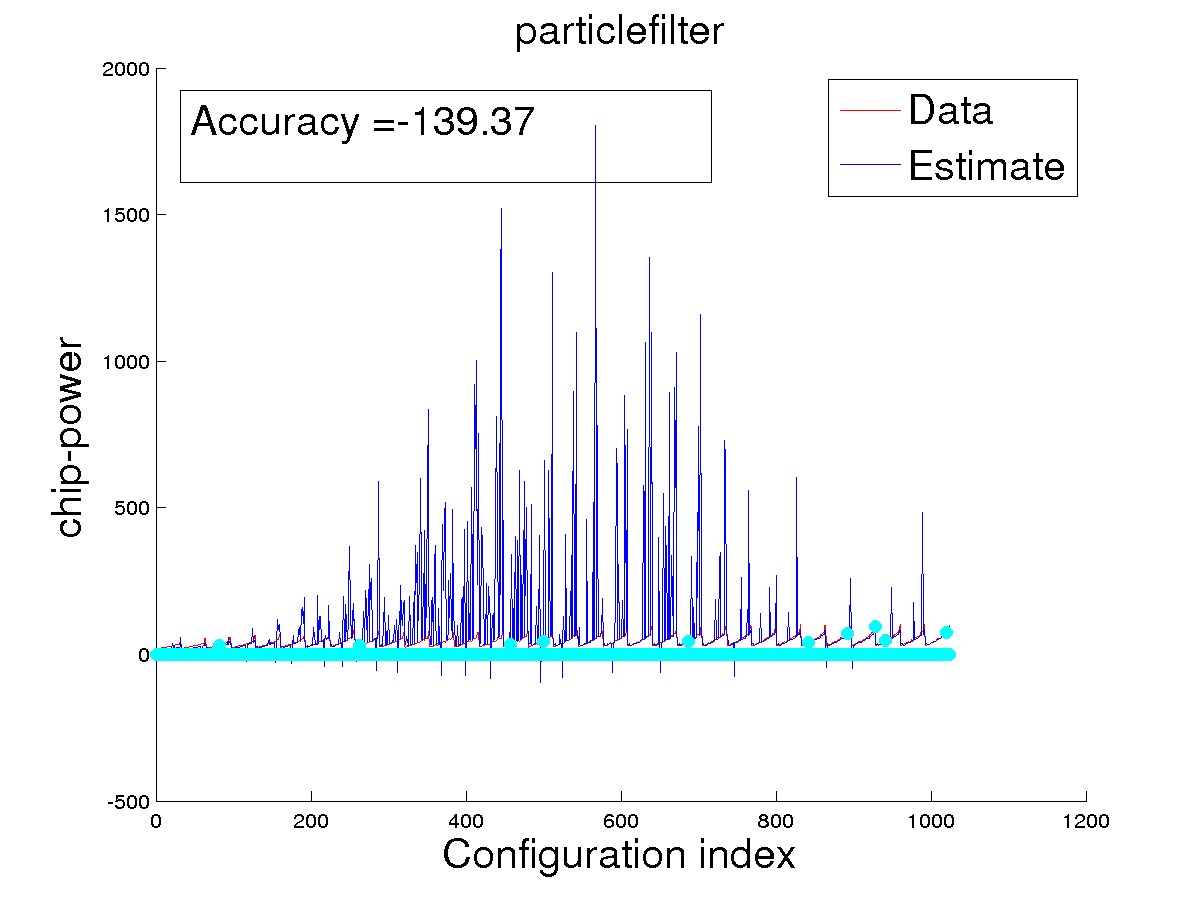 particlefilter
2000
Accuracy =-139.37
Data
Estimate
1500
1000
500
0
-500
chip-power
0 200 400 600 800 1000 1200
Configuration index